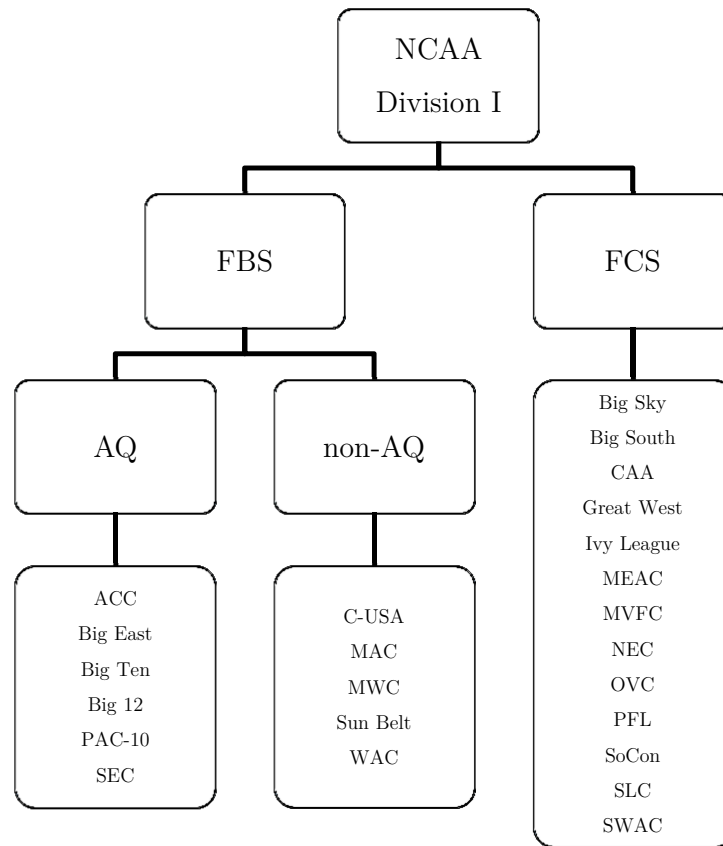 NCAA
Division I
FBS
FCS
AQ
non-AQ
ACC
Big East
Big Ten
Big 12
PAC-10
SEC
C-USA
MAC
MWC
Sun Belt
WAC
Big Sky
Big South
CAA
Great West
Ivy League
MEAC
MVFC
NEC
OVC
PFL
SoCon
SLC
SWAC